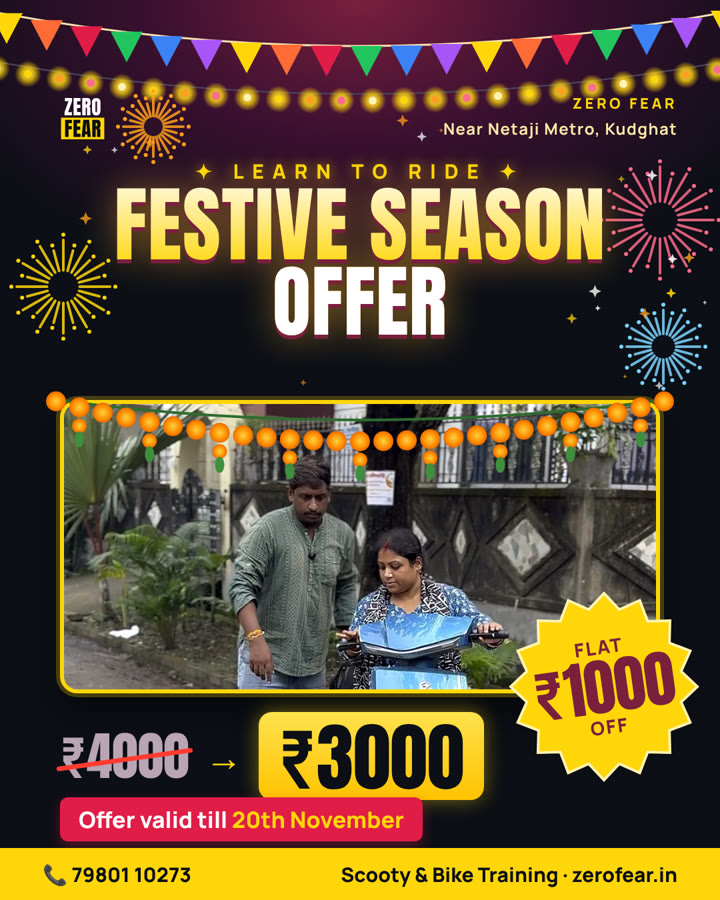 ZERO
FEAR
ZERO FEAR
Near Netaji Metro, Kudghat
LEARN TO RIDE
FESTIVE SEASON
OFFER
FLAT
₹1000
OFF
₹4000 → ₹3000
Offer valid till 20th November
79801 10273
Scooty & Bike Training · zerofear.in